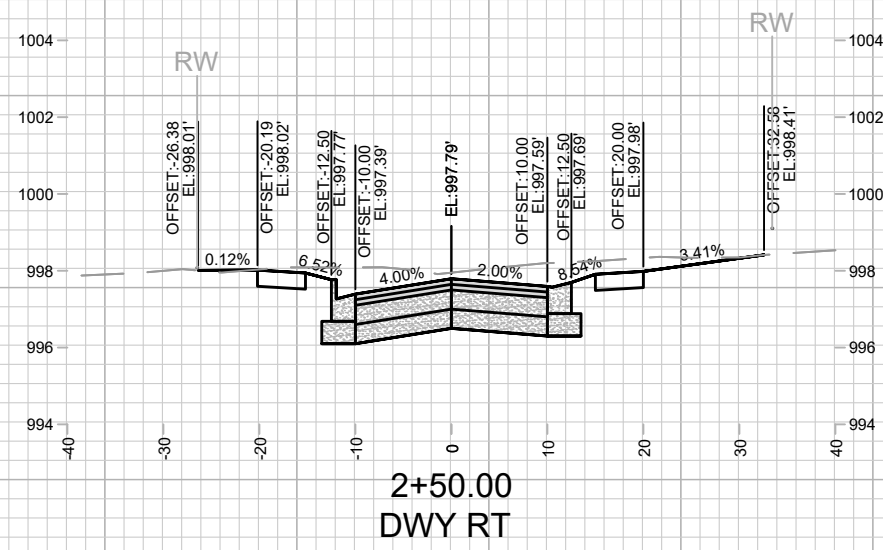 RW
RW
1004
1004
1002
1002
1000
1000
998
998
996
996
994
994
OFFSET:-26.38
EL:998.01'
OFFSET:-20.19
EL:998.02'
OFFSET:-12.50
EL:997.77'
OFFSET:-10.00
EL:997.39'
EL:997.79'
OFFSET:10.00
EL:997.59'
OFFSET:12.50
EL:997.69'
OFFSET:20.00
EL:997.98'
OFFSET:32.58
EL:998.41'
0.12%
6.52%
4.00%
2.00%
8.54%
3.41%
-40
-30
-20
-10
0
10
20
30
40
2+50.00
DWY RT